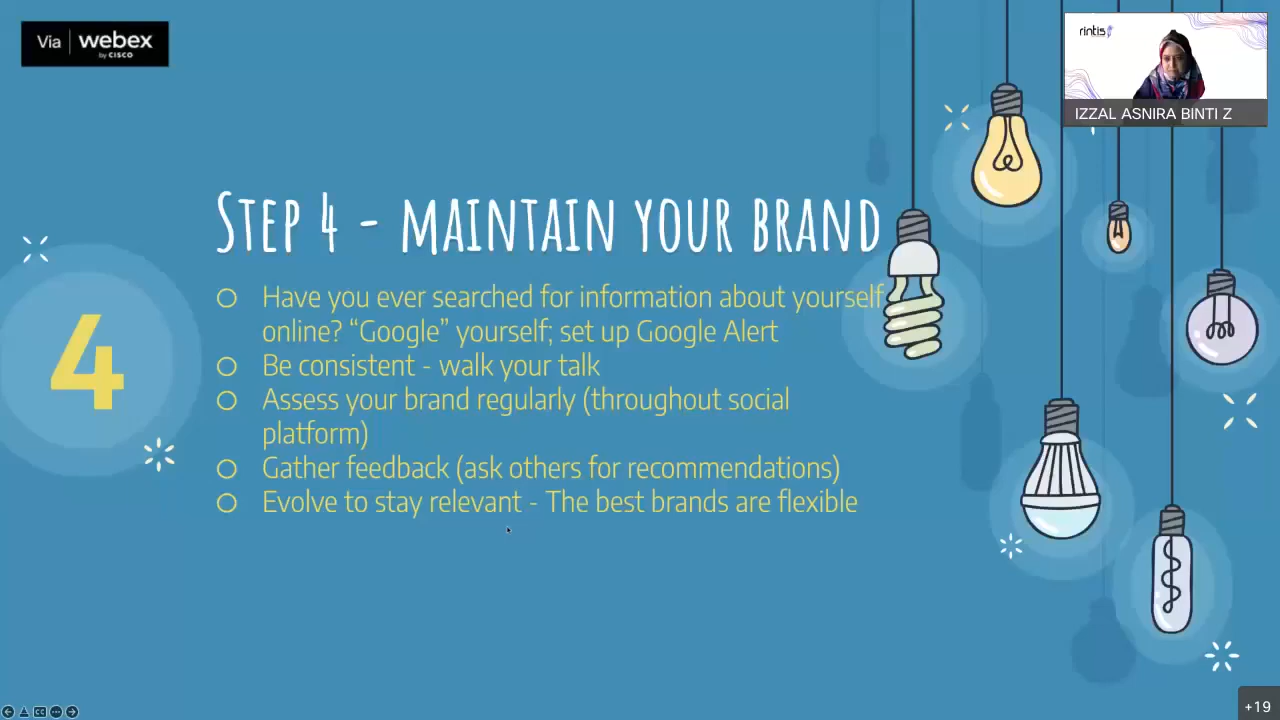 Via webex
by CISCO
rintis
IZZAL ASNIRA BINTI Z
Step 4 - maintain your brand
4
○ Have you ever searched for information about yourself
online? “Google” yourself; set up Google Alert
○ Be consistent - walk your talk
○ Assess your brand regularly (throughout social
platform)
○ Gather feedback (ask others for recommendations)
○ Evolve to stay relevant - The best brands are flexible
+19